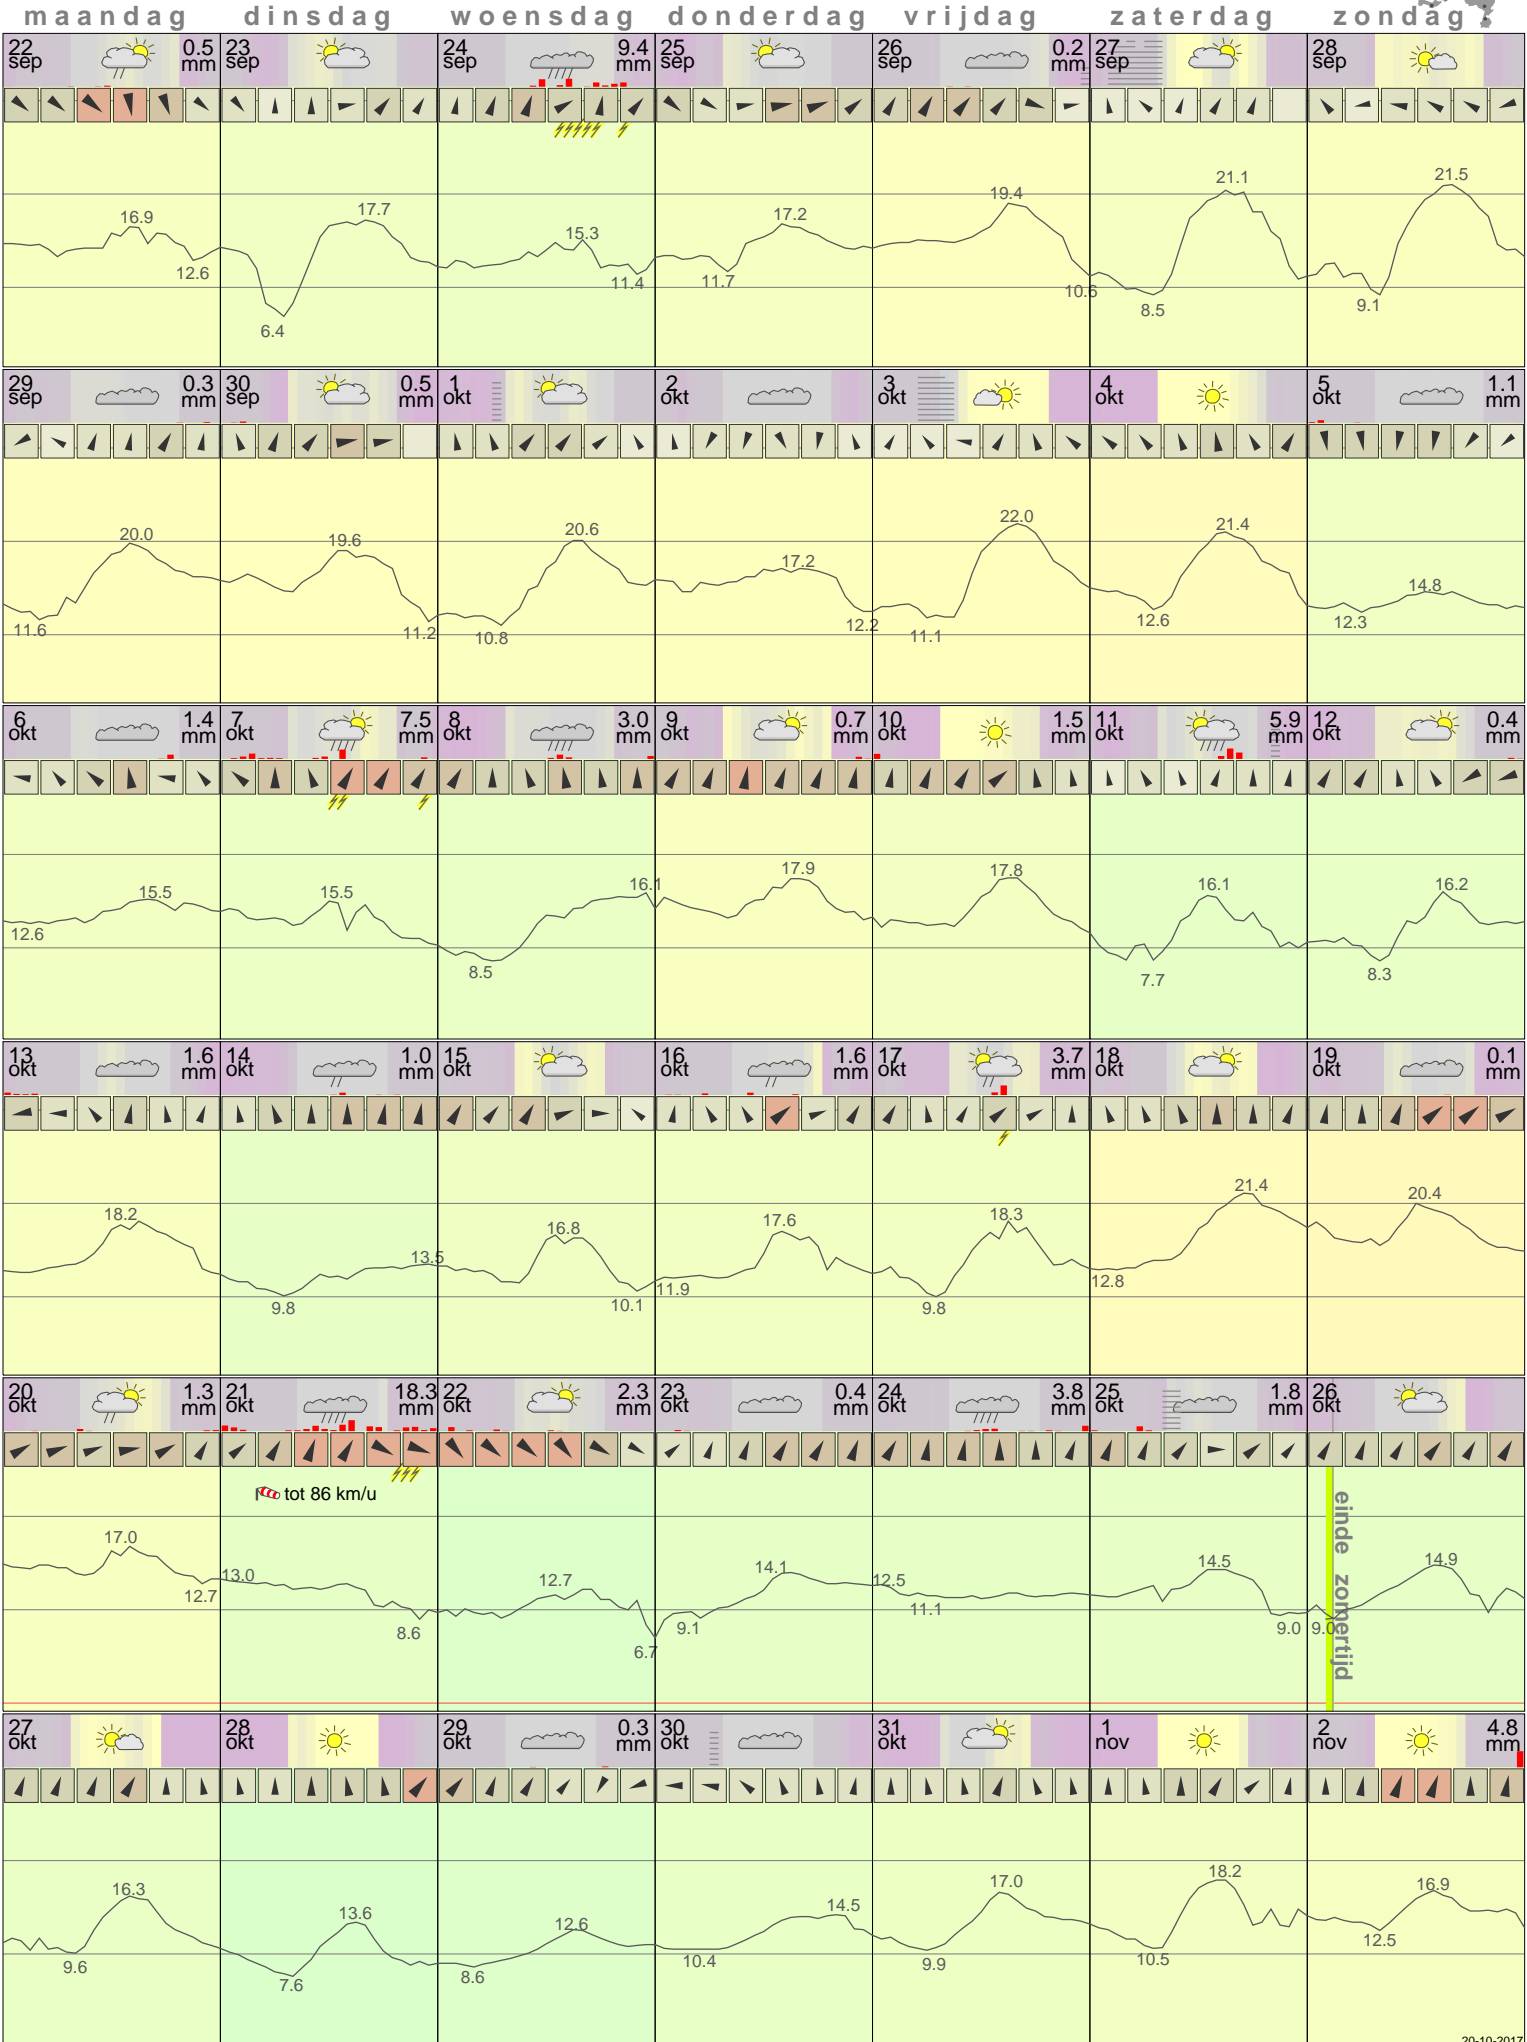 maandag dinsdag woensdag donderdag vrijdag zaterdag zondag
22 0.5 23 24 9.4 25 26 0.2 27 28
sep mm sep sep mm sep sep mm sep sep
16.9 12.6 6.4 17.7 15.3 11.4 11.7 17.2 19.4 10.6 8.5 21.1 9.1 21.5
29 0.3 30 0.5 1 2 3 4 5 1.1
sep mm sep mm okt okt okt okt okt mm
11.6 20.0 19.6 11.2 10.8 20.6 17.2 12.2 11.1 22.0 12.6 21.4 12.3 14.8
6 1.4 7 7.5 8 3.0 9 0.7 10 1.5 11 5.9 12 0.4
okt mm okt mm okt mm okt mm okt mm okt mm okt mm
12.6 15.5 15.5 8.5 16.1 17.9 17.8 7.7 16.1 8.3 16.2
13 1.6 14 1.0 15 16 1.6 17 3.7 18 19 0.1
okt mm okt mm okt okt mm okt mm okt okt mm
18.2 9.8 13.5 16.8 10.1 11.9 17.6 9.8 18.3 12.8 21.4 20.4
20 1.3 21 18.3 22 2.3 23 0.4 24 3.8 25 1.8 26
okt mm okt mm okt mm okt mm okt mm okt mm okt
tot 86 km/u
17.0 12.7 13.0 8.6 12.7 6.7 9.1 14.1 12.5 11.1 14.5 9.0 9.0 14.9
einde zomertijd
27 28 29 0.3 30 31 1 2 4.8
okt okt okt mm okt okt nov nov mm
9.6 16.3 7.6 13.6 8.6 12.6 10.4 14.5 9.9 17.0 10.5 18.2 12.5 16.9
20-10-2017